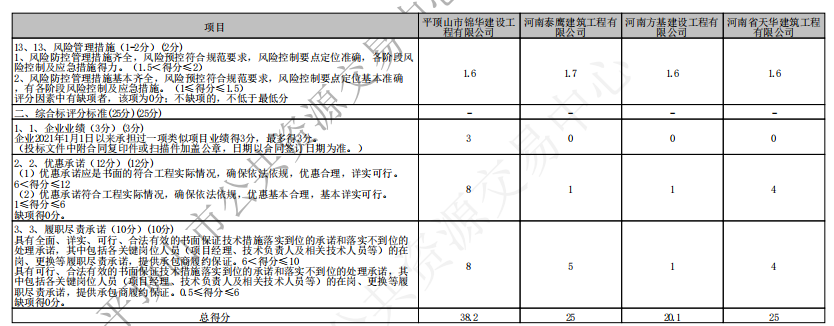 项目 平顶山市锦华建设工程有限公司 河南泰鹰建筑工程有限公司 河南方基建设工程有限公司 河南省天华建筑工程有限公司
13、13、风险管理措施（1-2分）(2分)
1、风险防控管理措施齐全，风险预控符合规范要求，风险控制要点定位准确，各阶段风
险控制及应急措施得力。（1.5＜得分≤2）
2、风险防控管理措施基本齐全，风险预控符合规范要求，风险控制要点定位基本准确
，有各阶段风险控制及应急措施。（1≤得分≤1.5）
评分因素中有缺项者，该项为0分；不缺项的，不低于最低分
1.6 1.7 1.6 1.6
二、综合标评分标准(25分)(25分) - - - -
1、1、企业业绩（3分）(3分)
企业2021年1月1日以来承担过一项类似项目业绩得3分，最多得3分。
（投标文件中附合同复印件或扫描件加盖公章，日期以合同签订日期为准。）
3 0 0 0
2、2、优惠承诺（12分）(12分)
（1）优惠承诺应是书面的符合工程实际情况，确保依法依规，优惠合理，详实可行。
6＜得分≤12
（2）优惠承诺符合工程实际情况，确保依法依规，优惠基本合理，基本详实可行。
1≤得分≤6
缺项得0分。
8 1 1 4
3、3、履职尽责承诺（10分）(10分)
具有全面、详实、可行、合法有效的书面保证技术措施落实到位的承诺和落实不到位的
处理承诺，其中包括各关键岗位人员（项目经理、技术负责人及相关技术人员等）的在
岗、更换等履职尽责承诺，提供承包商履约保证。6＜得分≤10
具有可行、合法有效的书面保证技术措施落实到位的承诺和落实不到位的处理承诺，其
中包括各关键岗位人员（项目经理、技术负责人及相关技术人员等）的在岗、更换等履
职尽责承诺，提供承包商履约保证。0.5≤得分≤6
缺项得0分。
8 5 1 4
总得分 38.2 25 20.1 25